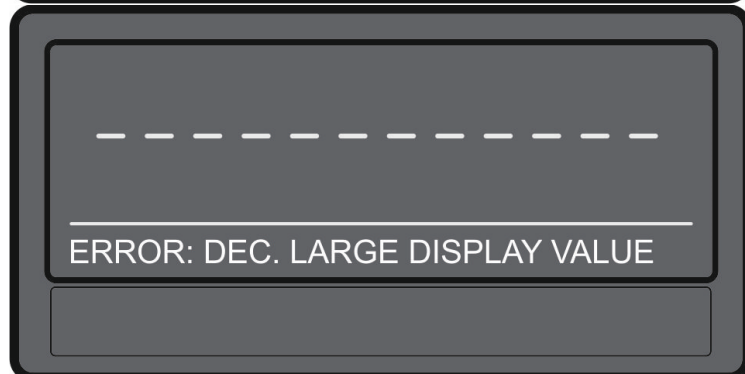 — — — — — — — — — — — —
ERROR: DEC. LARGE DISPLAY VALUE